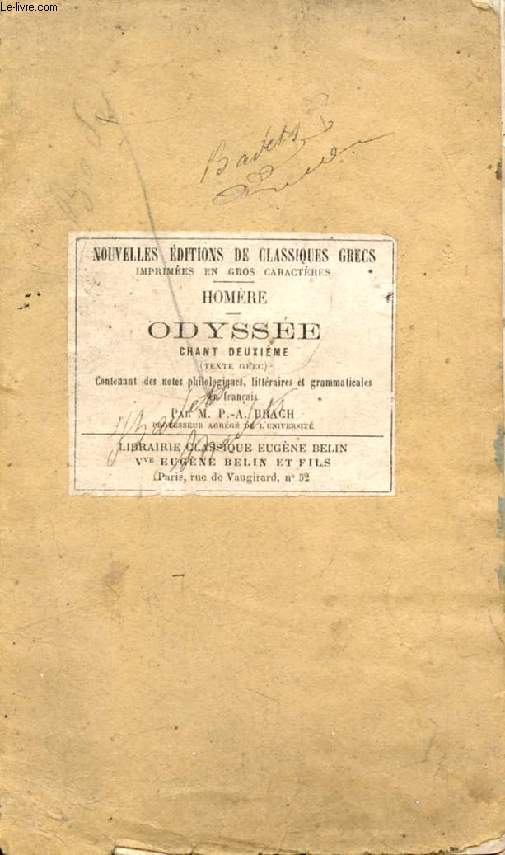 Le-livre.com
NOUVELLES ÉDITIONS DE CLASSIQUES GRECS
IMPRIMÉES EN GROS CARACTÈRES
HOMÈRE
ODYSSÉE
CHANT DEUXIÈME
(TEXTE GREC)
Contenant des notes philologiques, littéraires et grammaticales
en français
PAR M. P.-A. BRACH
PROFESSEUR AGRÉGÉ DE L'UNIVERSITÉ
LIBRAIRIE CLASSIQUE EUGÈNE BELIN
Vve EUGÈNE BELIN ET FILS
Paris, rue de Vaugirard, nº 52